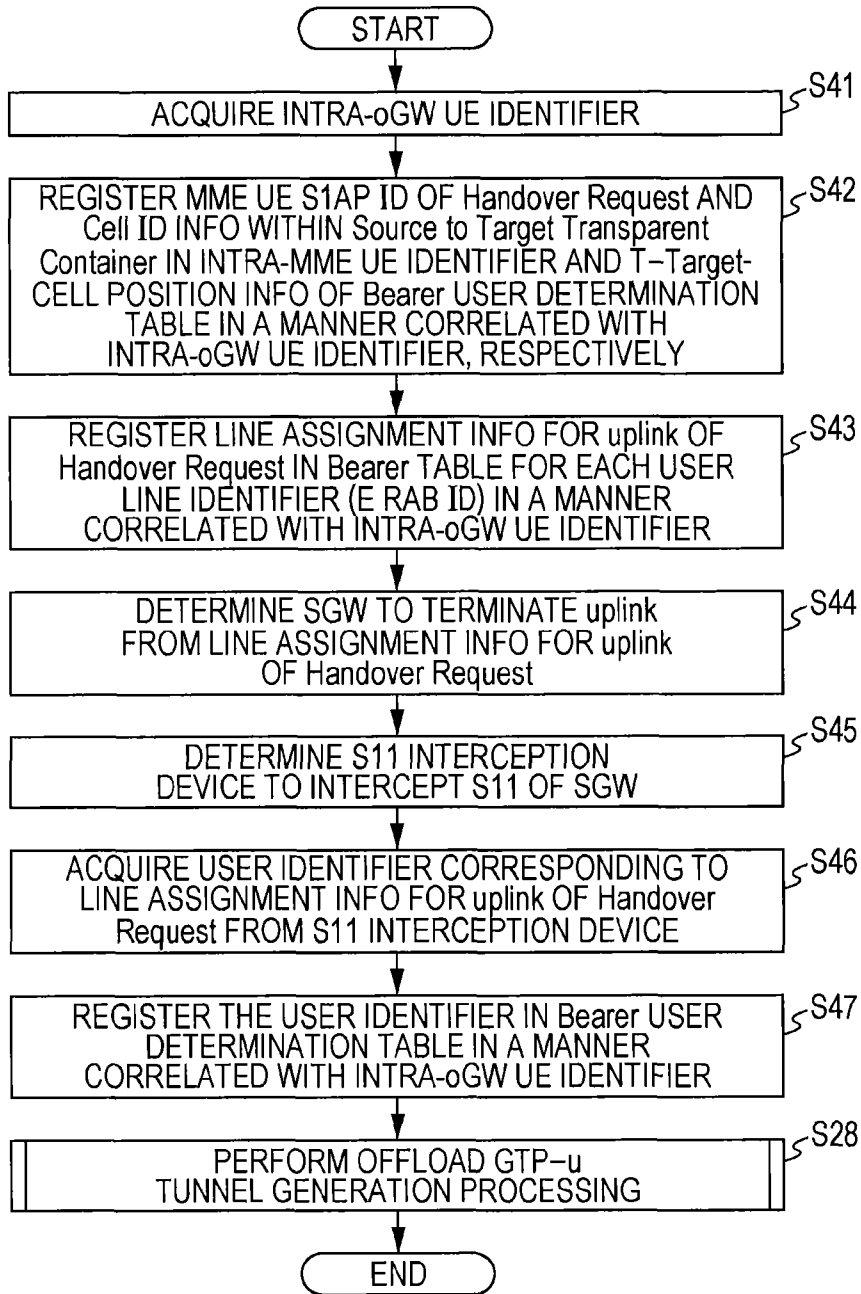 START
S41
ACQUIRE INTRA-oGW UE IDENTIFIER
S42
REGISTER MME UE S1AP ID OF Handover Request AND
Cell ID INFO WITHIN Source to Target Transparent
Container IN INTRA-MME UE IDENTIFIER AND T-Target-
CELL POSITION INFO OF Bearer USER DETERMINATION
TABLE IN A MANNER CORRELATED WITH
INTRA-oGW UE IDENTIFIER, RESPECTIVELY
S43
REGISTER LINE ASSIGNMENT INFO FOR uplink OF
Handover Request IN Bearer TABLE FOR EACH USER
LINE IDENTIFIER (E RAB ID) IN A MANNER
CORRELATED WITH INTRA-oGW UE IDENTIFIER
S44
DETERMINE SGW TO TERMINATE uplink
FROM LINE ASSIGNMENT INFO FOR uplink
OF Handover Request
S45
DETERMINE S11 INTERCEPTION
DEVICE TO INTERCEPT S11 OF SGW
S46
ACQUIRE USER IDENTIFIER CORRESPONDING TO
LINE ASSIGNMENT INFO FOR uplink OF Handover
Request FROM S11 INTERCEPTION DEVICE
S47
REGISTER THE USER IDENTIFIER IN Bearer USER
DETERMINATION TABLE IN A MANNER
CORRELATED WITH INTRA-oGW UE IDENTIFIER
S28
PERFORM OFFLOAD GTP-u
TUNNEL GENERATION PROCESSING
END